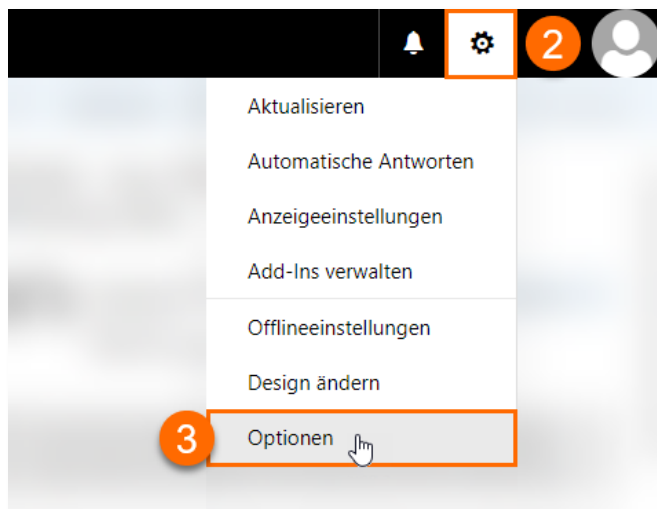 2
Aktualisieren
Automatische Antworten
Anzeigeeinstellungen
Add-Ins verwalten
Offlineeinstellungen
Design ändern
3 Optionen